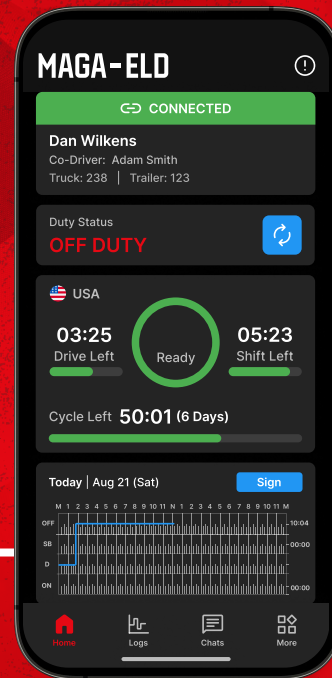 MAGA-ELD
CONNECTED
Dan Wilkens
Co-Driver: Adam Smith
Truck: 238 | Trailer: 123
Duty Status
OFF DUTY
USA
03:25
Drive Left
Ready
05:23
Shift Left
Cycle Left 50:01 (6 Days)
Today | Aug 21 (Sat)
Sign
M 1 2 3 4 5 6 7 8 9 10 11 N 1 2 3 4 5 6 7 8 9 10 11 M
OFF 10:04
SB 00:00
D
ON 00:00
Home Logs Chats More